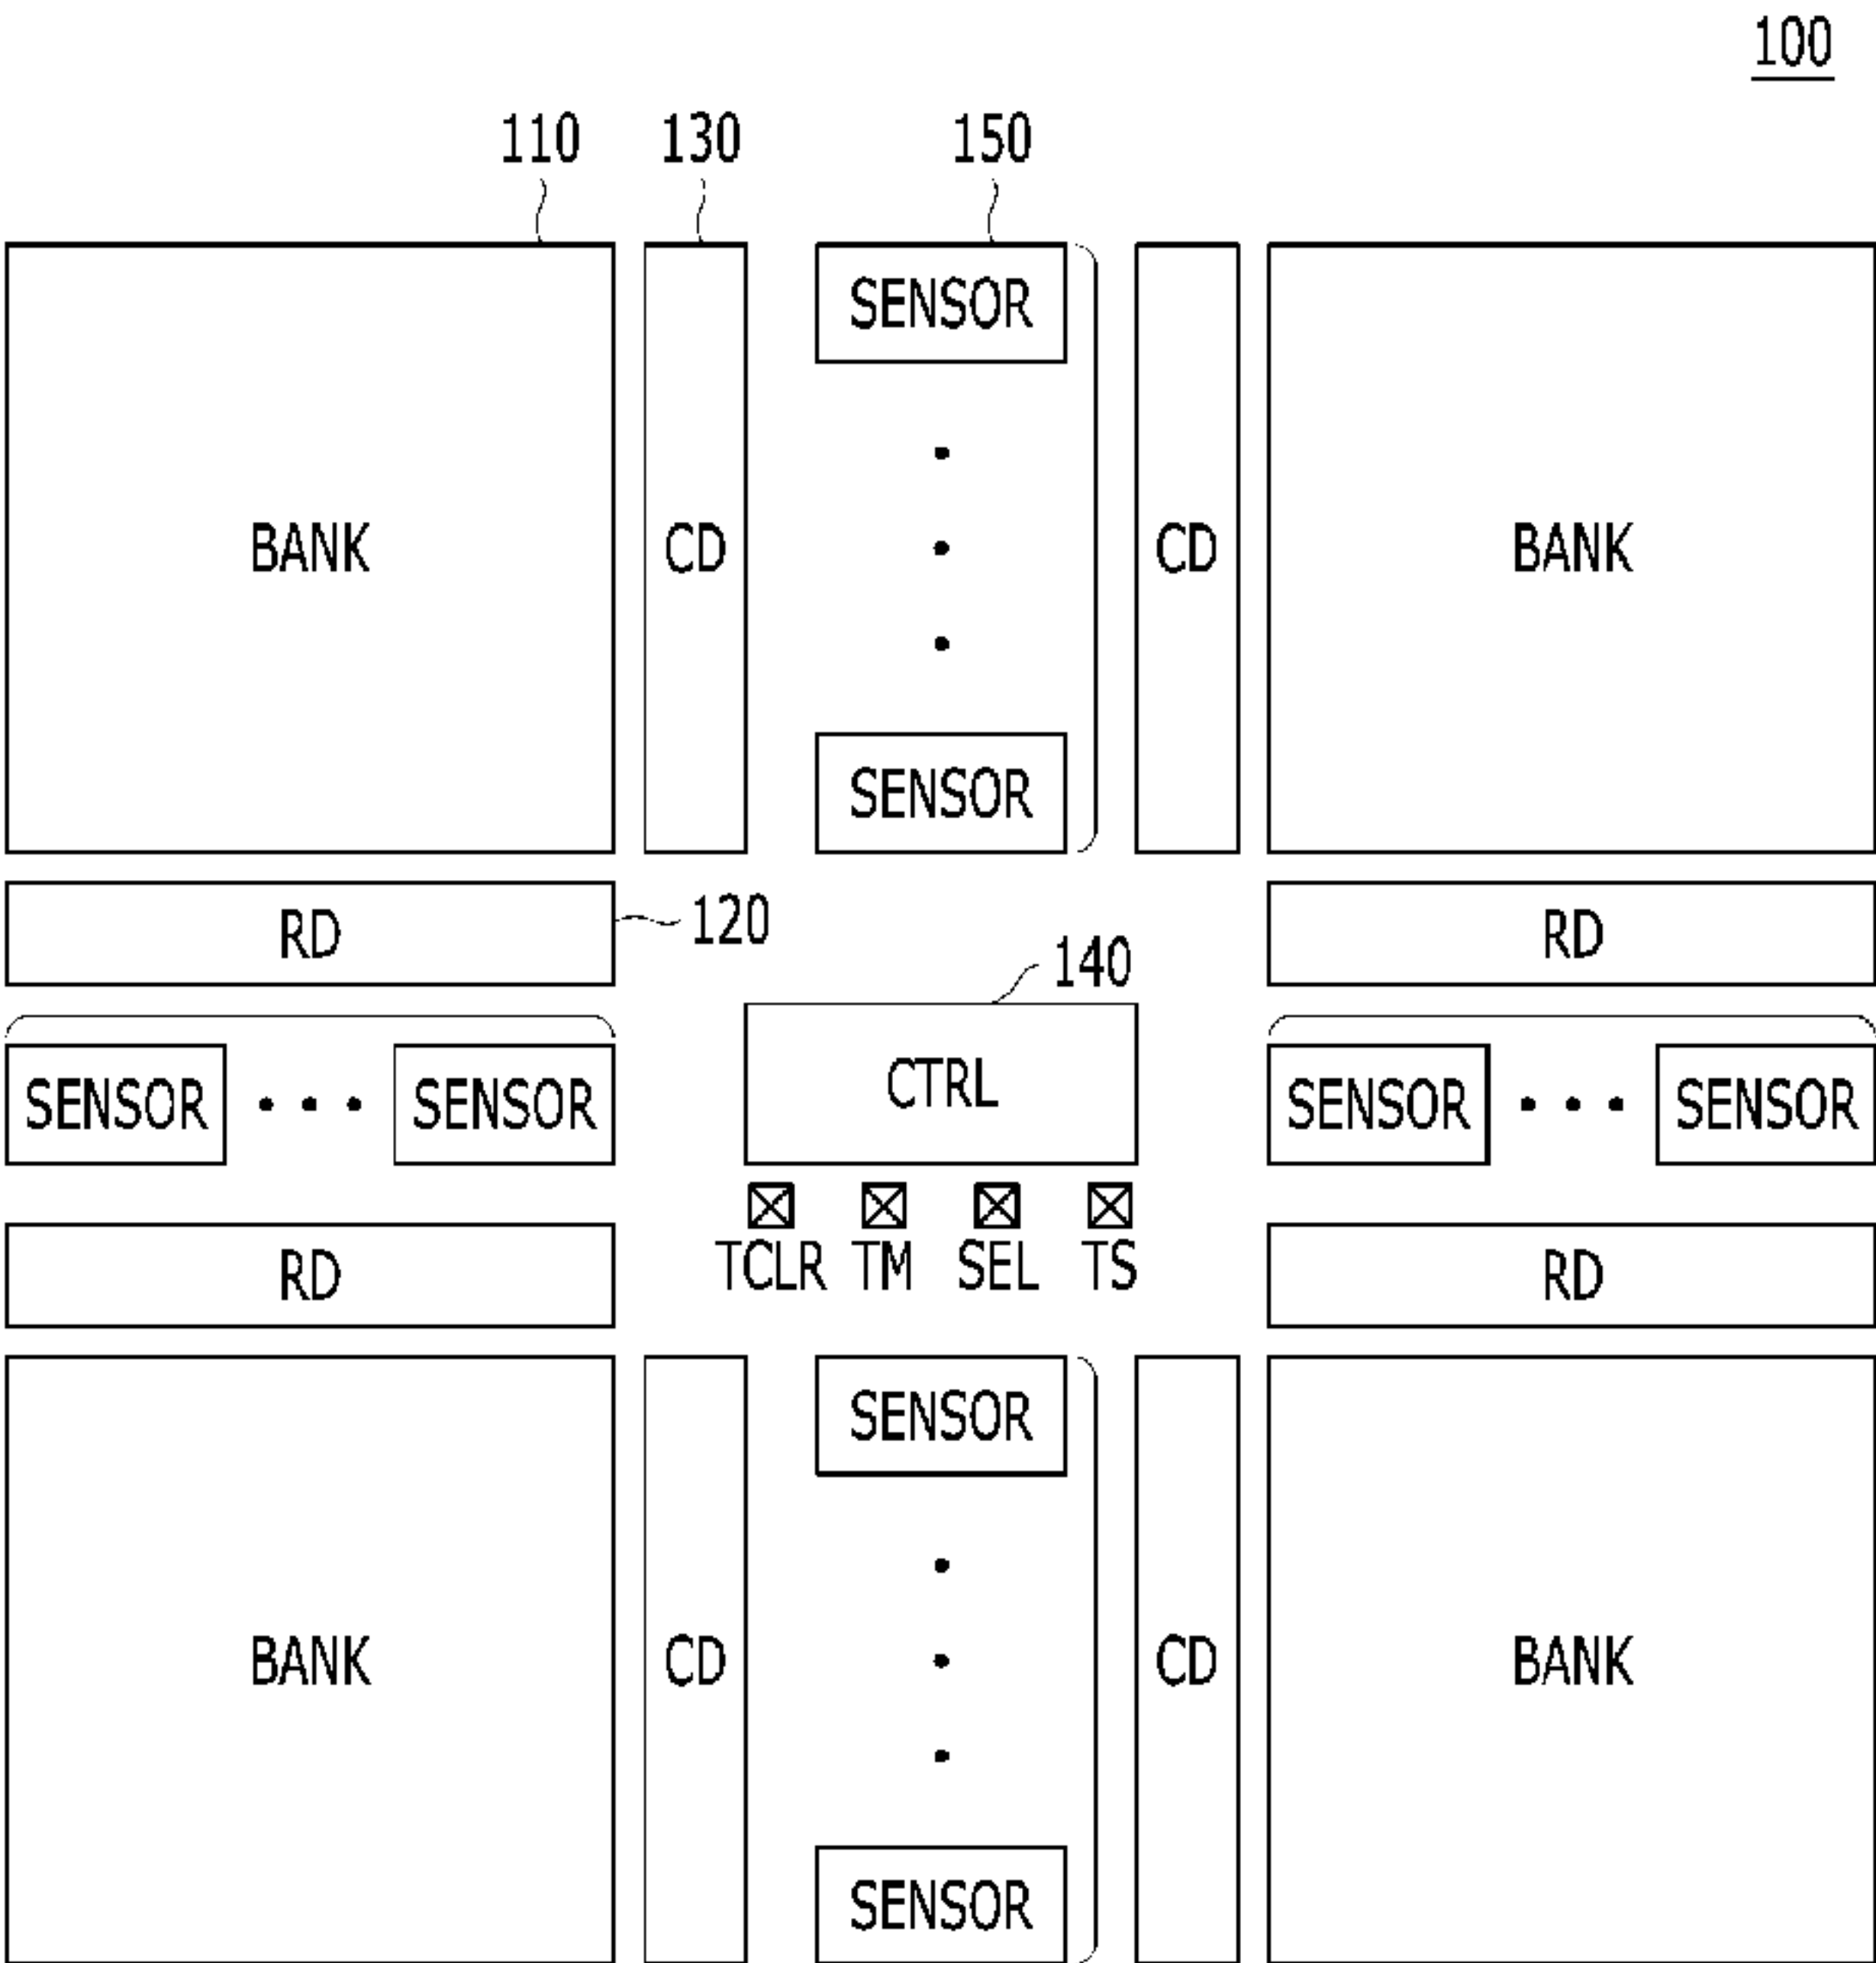 100
110 130 150
SENSOR
BANK CD CD BANK
SENSOR
RD 120 RD
140
CTRL
SENSOR SENSOR SENSOR SENSOR
TCLR TM SEL TS
RD RD
SENSOR
BANK CD CD BANK
SENSOR